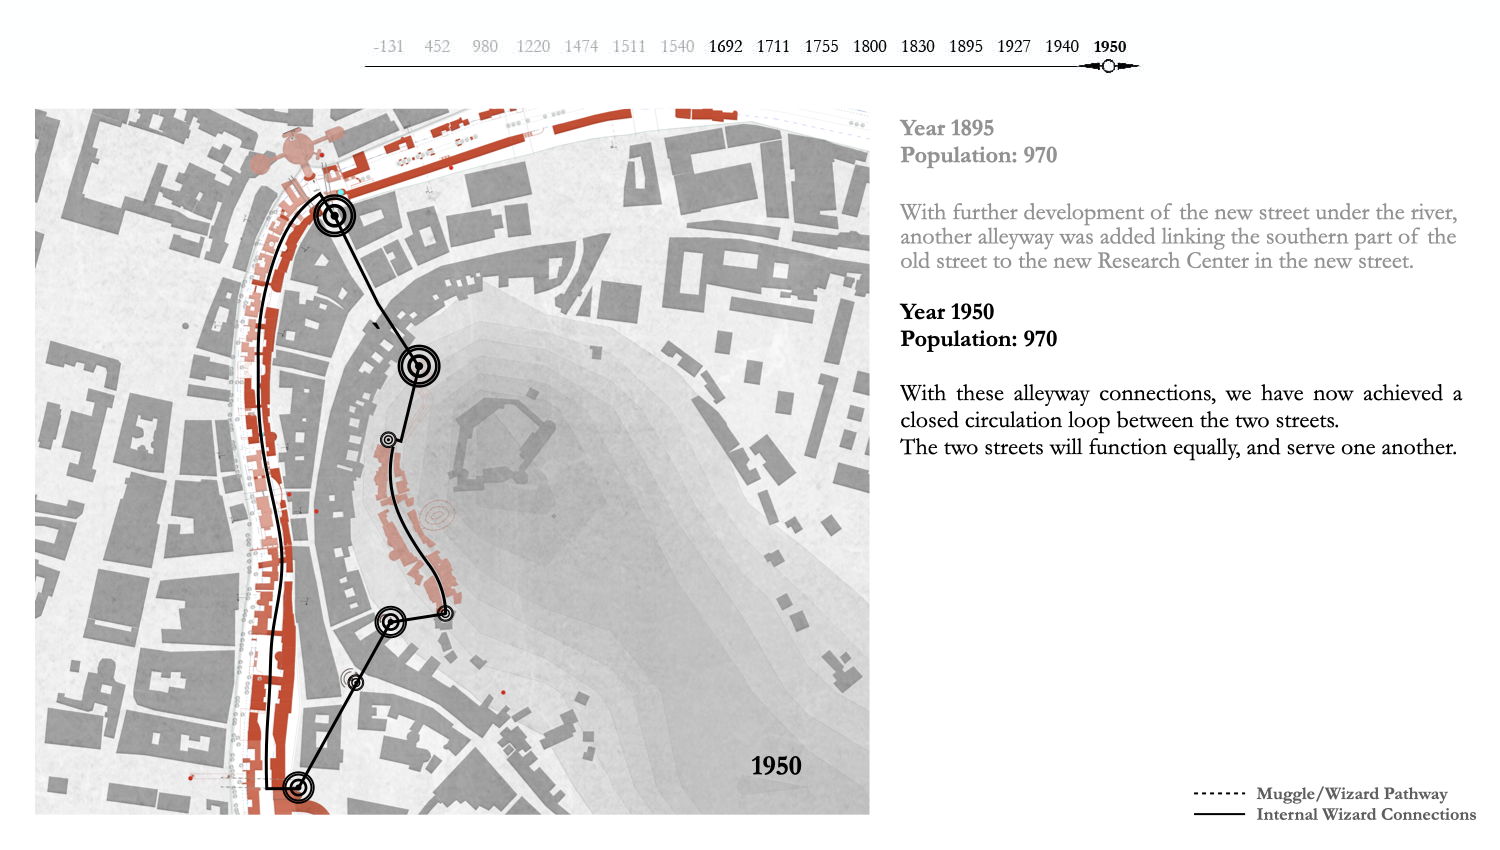 -131 452 980 1220 1474 1511 1540 1692 1711 1755 1800 1830 1895 1927 1940 1950
Year 1895
Population: 970
With further development of the new street under the river,
another alleyway was added linking the southern part of the
old street to the new Research Center in the new street.
Year 1950
Population: 970
With these alleyway connections, we have now achieved a
closed circulation loop between the two streets.
The two streets will function equally, and serve one another.
1950
Muggle/Wizard Pathway
Internal Wizard Connections